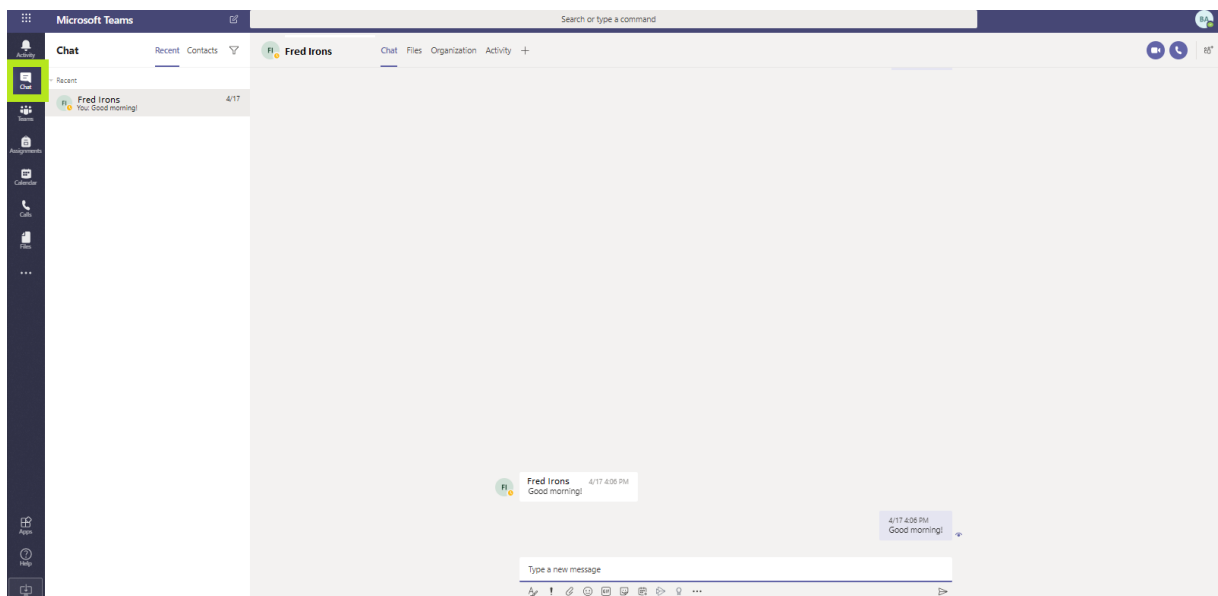 Microsoft Teams
Search or type a command
BA
Activity
Chat
Teams
Assignments
Calendar
Calls
Files
Apps
Help
Chat
Recent Contacts
Recent
FI Fred Irons 4/17
You: Good morning!
FI Fred Irons Chat Files Organization Activity
FI Fred Irons 4/17 4:06 PM
Good morning!
4/17 4:06 PM
Good morning!
Type a new message
GIF